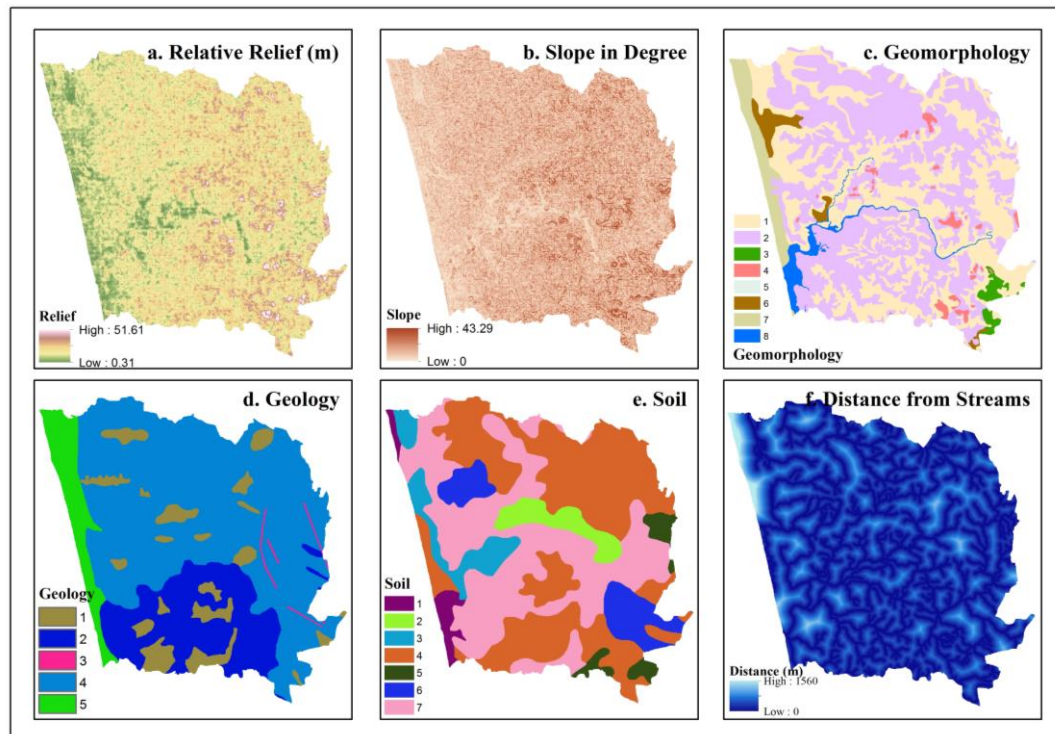 a. Relative Relief (m)
Relief
High : 51.61
Low : 0.31
b. Slope in Degree
Slope
High : 43.29
Low : 0
c. Geomorphology
1
2
3
4
5
6
7
8
Geomorphology
d. Geology
Geology
1
2
3
4
5
e. Soil
Soil
1
2
3
4
5
6
7
f. Distance from Streams
Distance (m)
High : 1560
Low : 0